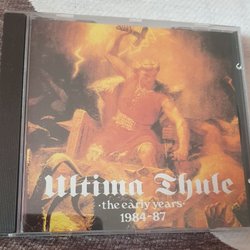 Ultima Thule
·the early years·
1984-87